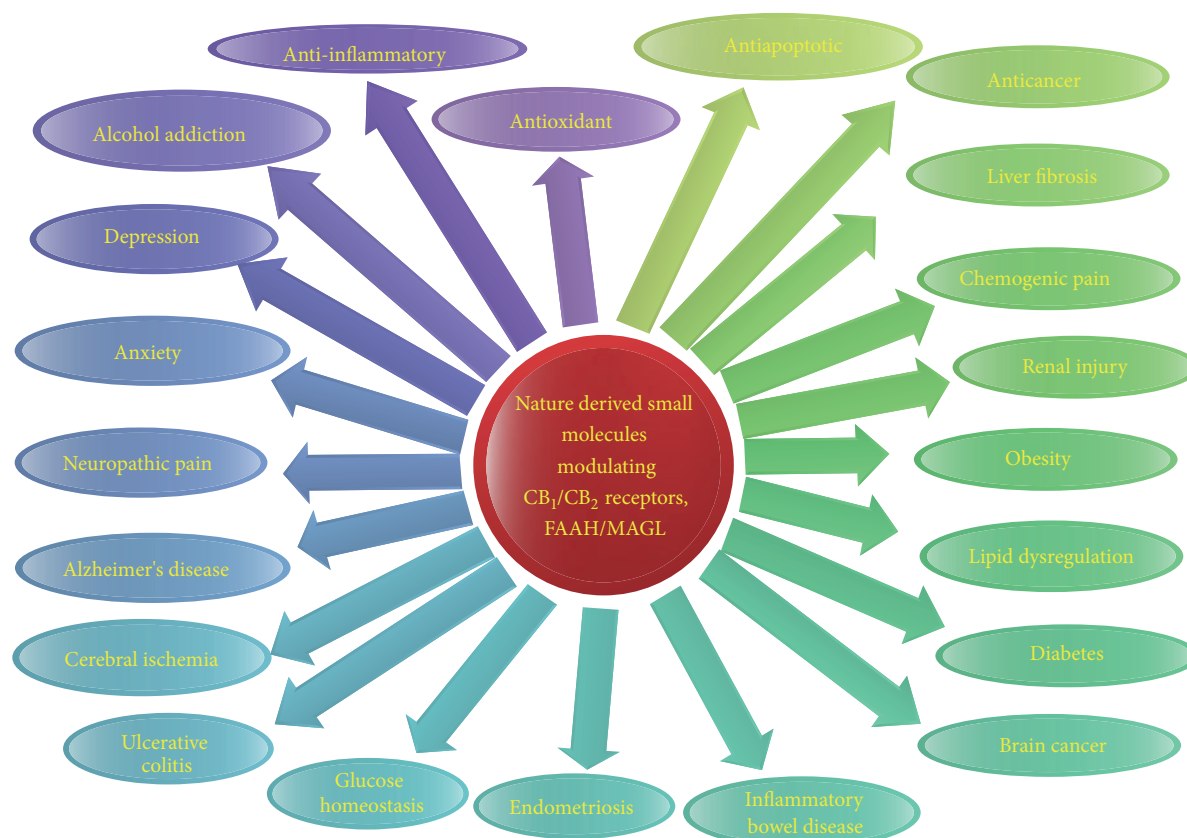 Anti-inflammatory
Antiapoptotic
Anticancer
Antioxidant
Alcohol addiction
Liver fibrosis
Depression
Chemogenic pain
Anxiety
Renal injury
Nature derived small
molecules
modulating
CB₁/CB₂ receptors,
FAAH/MAGL
Neuropathic pain
Obesity
Alzheimer's disease
Lipid dysregulation
Cerebral ischemia
Diabetes
Ulcerative
colitis
Brain cancer
Glucose
homeostasis
Endometriosis
Inflammatory
bowel disease